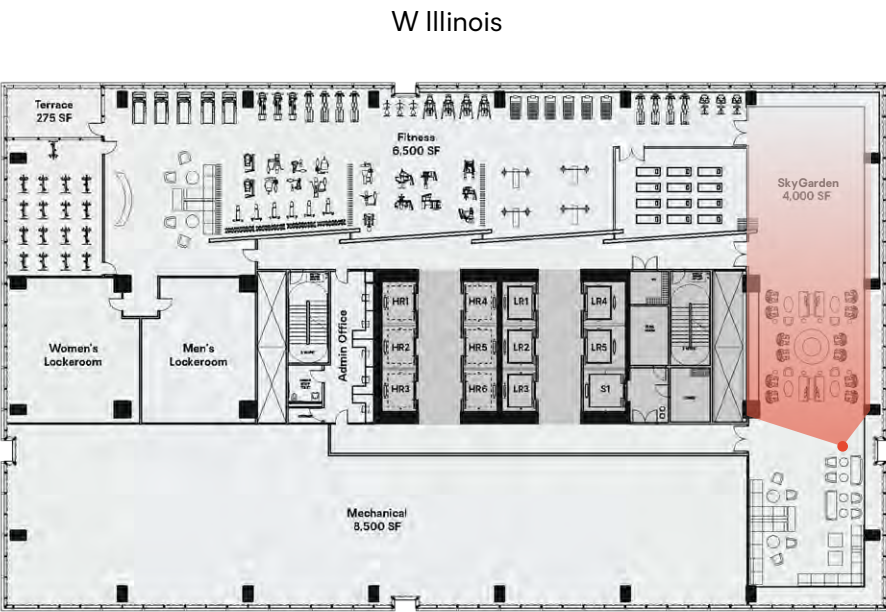 W Illinois
Terrace
275 SF
Fitness
6,500 SF
SkyGarden
4,000 SF
Women's
Lockeroom
Men's
Lockeroom
Admin Office
HR1
HR4
LR1
LR4
HR2
HR5
LR2
LR5
HR3
HR6
LR3
S1
Mechanical
8,500 SF